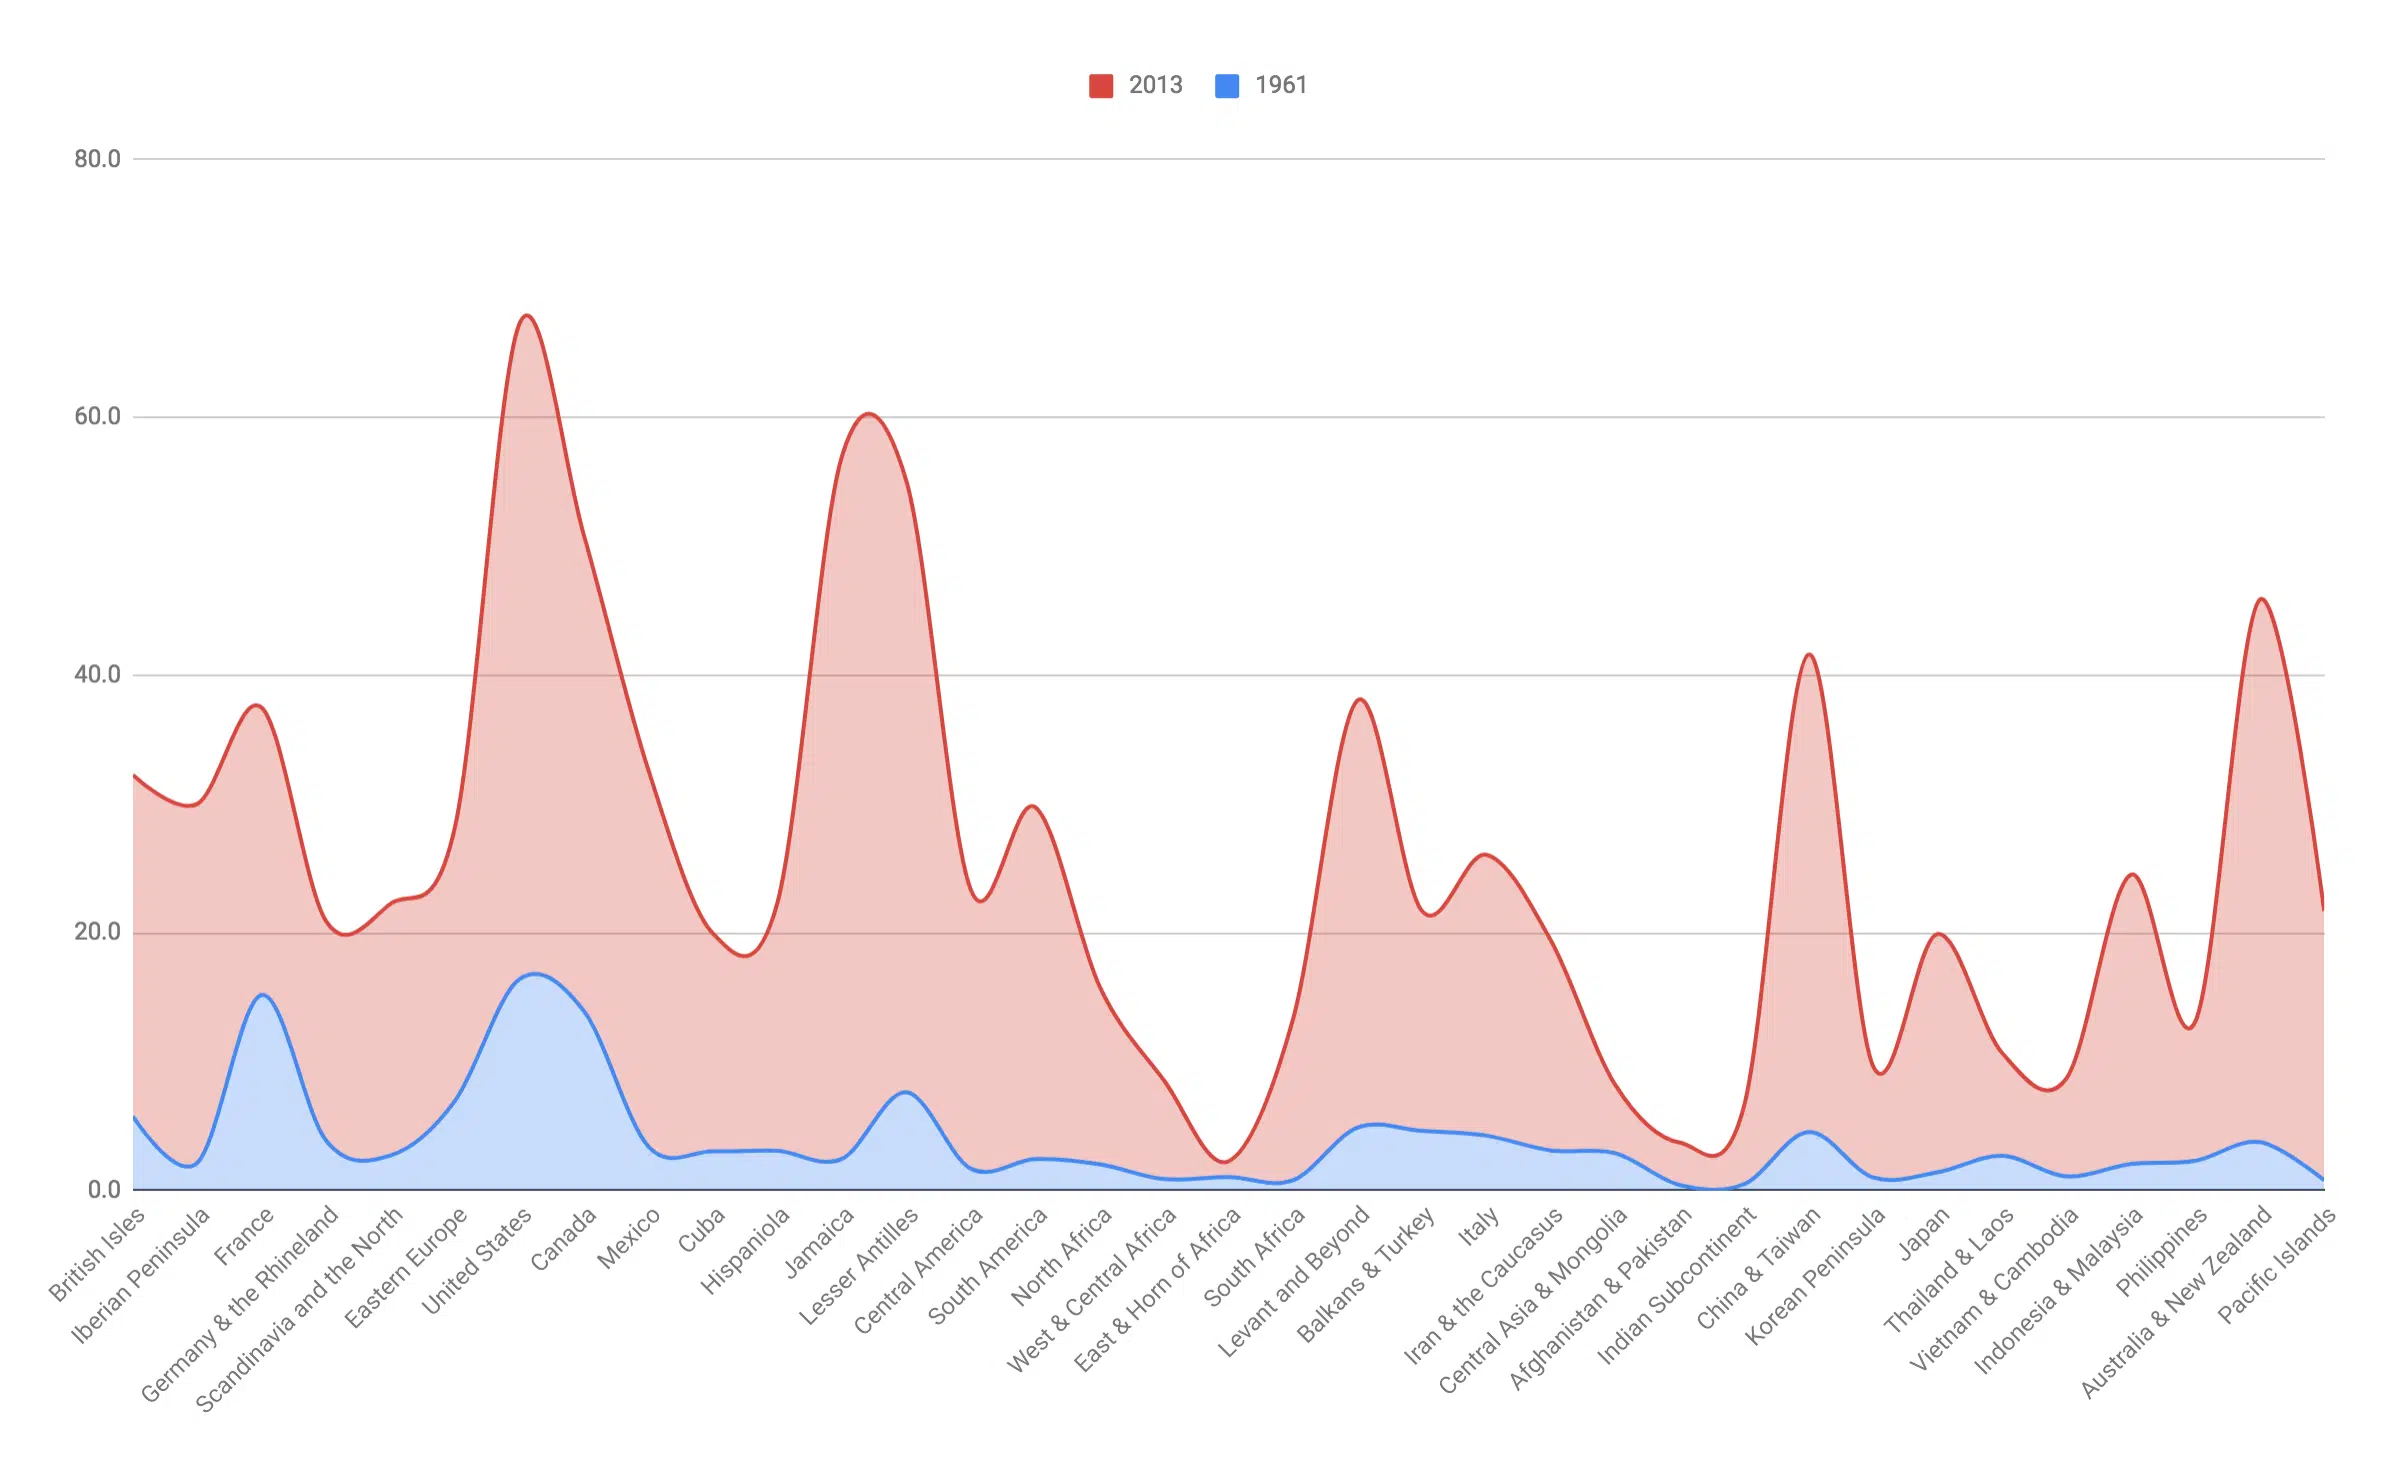 2013 1961
80.0
60.0
40.0
20.0
0.0
British Isles
Iberian Peninsula
France
Germany & the Rhineland
Scandinavia and the North
Eastern Europe
United States
Canada
Mexico
Cuba
Hispaniola
Jamaica
Lesser Antilles
Central America
South America
North Africa
West & Central Africa
East & Horn of Africa
South Africa
Levant and Beyond
Balkans & Turkey
Italy
Iran & the Caucasus
Central Asia & Mongolia
Afghanistan & Pakistan
Indian Subcontinent
China & Taiwan
Korean Peninsula
Japan
Thailand & Laos
Vietnam & Cambodia
Indonesia & Malaysia
Philippines
Australia & New Zealand
Pacific Islands